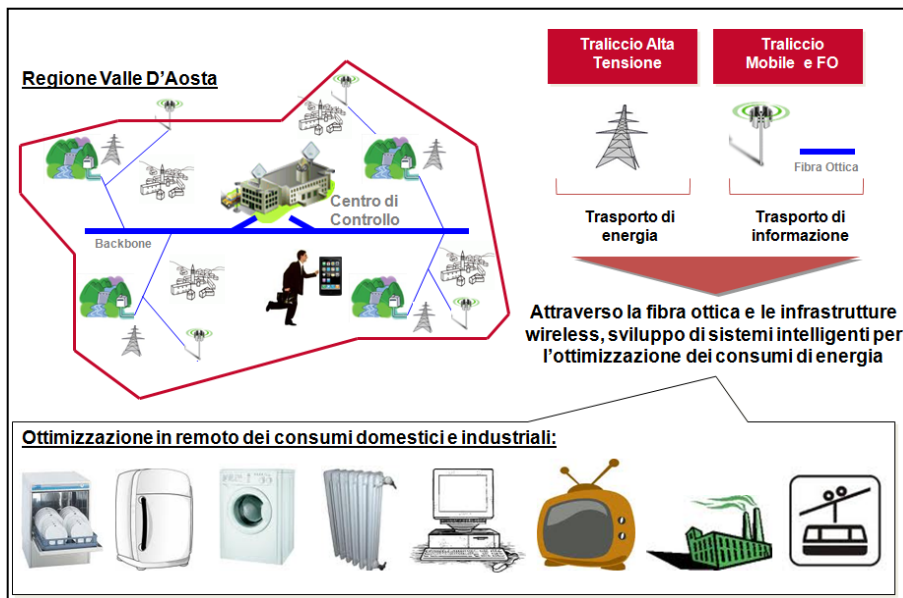 Regione Valle D'Aosta
Centro di
Controllo
Backbone
Traliccio Alta
Tensione
Traliccio
Mobile e FO
Fibra Ottica
Trasporto di
energia
Trasporto di
informazione
Attraverso la fibra ottica e le infrastrutture
wireless, sviluppo di sistemi intelligenti per
l'ottimizzazione dei consumi di energia
Ottimizzazione in remoto dei consumi domestici e industriali: